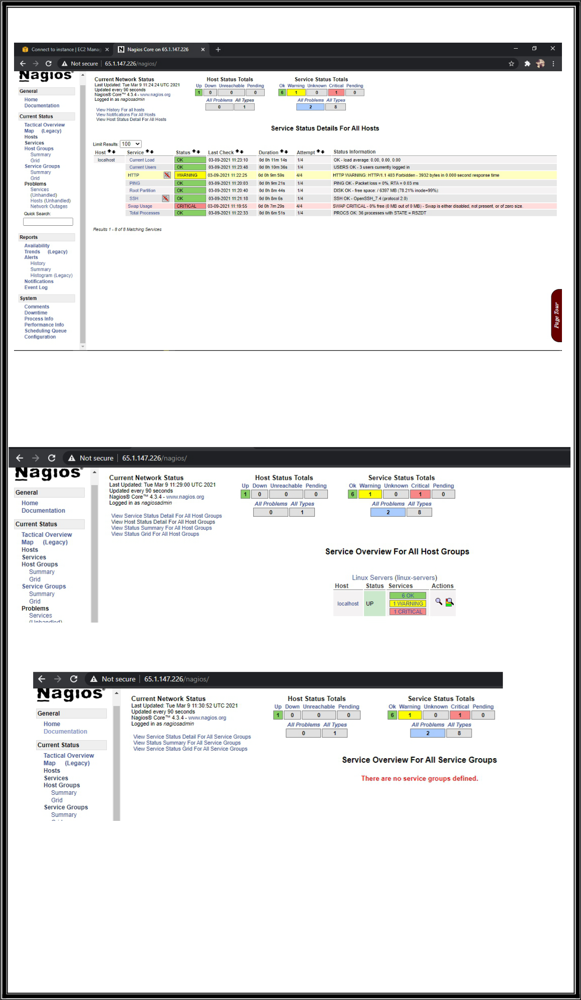 Connect to instance | EC2 Manag
Nagios Core on 65.1.147.226
Not secure | 65.1.147.226/nagios/
Nagios®
General
Home
Documentation
Current Status
Tactical Overview
Map (Legacy)
Hosts
Services
Host Groups
Summary
Grid
Service Groups
Summary
Grid
Problems
Services
(Unhandled)
Hosts (Unhandled)
Network Outages
Quick Search:
Reports
Availability
Trends (Legacy)
Alerts
History
Summary
Histogram (Legacy)
Notifications
Event Log
System
Comments
Downtime
Process Info
Performance Info
Scheduling Queue
Configuration
Current Network Status
Last Updated: Tue Mar 9 11:24:24 UTC 2021
Updated every 90 seconds
Nagios® Core™ 4.3.4 - www.nagios.org
Logged in as nagiosadmin
View History For all hosts
View Notifications For All Hosts
View Host Status Detail For All Hosts
Host Status Totals
Up Down Unreachable Pending
1 0 0 0
All Problems All Types
0 1
Service Status Totals
Ok Warning Unknown Critical Pending
6 1 0 1 0
All Problems All Types
2 8
Service Status Details For All Hosts
Limit Results: 100
Host Service Status Last Check Duration Attempt Status Information
localhost Current Load OK 03-09-2021 11:23:10 0d 0h 11m 14s 1/4 OK - load average: 0.00, 0.00, 0.00
Current Users OK 03-09-2021 11:23:48 0d 0h 10m 36s 1/4 USERS OK - 3 users currently logged in
HTTP WARNING 03-09-2021 11:22:25 0d 0h 9m 59s 4/4 HTTP WARNING: HTTP/1.1 403 Forbidden - 3932 bytes in 0.000 second response time
PING OK 03-09-2021 11:20:03 0d 0h 9m 21s 1/4 PING OK - Packet loss = 0%, RTA = 0.03 ms
Root Partition OK 03-09-2021 11:20:40 0d 0h 8m 44s 1/4 DISK OK - free space: / 6397 MB (78.21% inode=99%):
SSH OK 03-09-2021 11:21:18 0d 0h 8m 6s 1/4 SSH OK - OpenSSH_7.4 (protocol 2.0)
Swap Usage CRITICAL 03-09-2021 11:19:55 0d 0h 7m 29s 4/4 SWAP CRITICAL - 0% free (0 MB out of 0 MB) - Swap is either disabled, not present, or of zero size.
Total Processes OK 03-09-2021 11:22:33 0d 0h 6m 51s 1/4 PROCS OK: 36 processes with STATE = RSZDT
Results 1 - 8 of 8 Matching Services
Page Tour
Not secure | 65.1.147.226/nagios/
Nagios®
General
Home
Documentation
Current Status
Tactical Overview
Map (Legacy)
Hosts
Services
Host Groups
Summary
Grid
Service Groups
Summary
Grid
Problems
Services
(Unhandled)
Current Network Status
Last Updated: Tue Mar 9 11:29:00 UTC 2021
Updated every 90 seconds
Nagios® Core™ 4.3.4 - www.nagios.org
Logged in as nagiosadmin
View Service Status Detail For All Host Groups
View Host Status Detail For All Host Groups
View Status Summary For All Host Groups
View Status Grid For All Host Groups
Host Status Totals
Up Down Unreachable Pending
1 0 0 0
All Problems All Types
0 1
Service Status Totals
Ok Warning Unknown Critical Pending
6 1 0 1 0
All Problems All Types
2 8
Service Overview For All Host Groups
Linux Servers (linux-servers)
Host Status Services Actions
localhost UP 6 OK
1 WARNING
1 CRITICAL
Not secure | 65.1.147.226/nagios/
Nagios®
General
Home
Documentation
Current Status
Tactical Overview
Map (Legacy)
Hosts
Services
Host Groups
Summary
Grid
Service Groups
Summary
Grid
Current Network Status
Last Updated: Tue Mar 9 11:30:52 UTC 2021
Updated every 90 seconds
Nagios® Core™ 4.3.4 - www.nagios.org
Logged in as nagiosadmin
View Service Status Detail For All Service Groups
View Status Summary For All Service Groups
View Service Status Grid For All Service Groups
Host Status Totals
Up Down Unreachable Pending
1 0 0 0
All Problems All Types
0 1
Service Status Totals
Ok Warning Unknown Critical Pending
6 1 0 1 0
All Problems All Types
2 8
Service Overview For All Service Groups
There are no service groups defined.